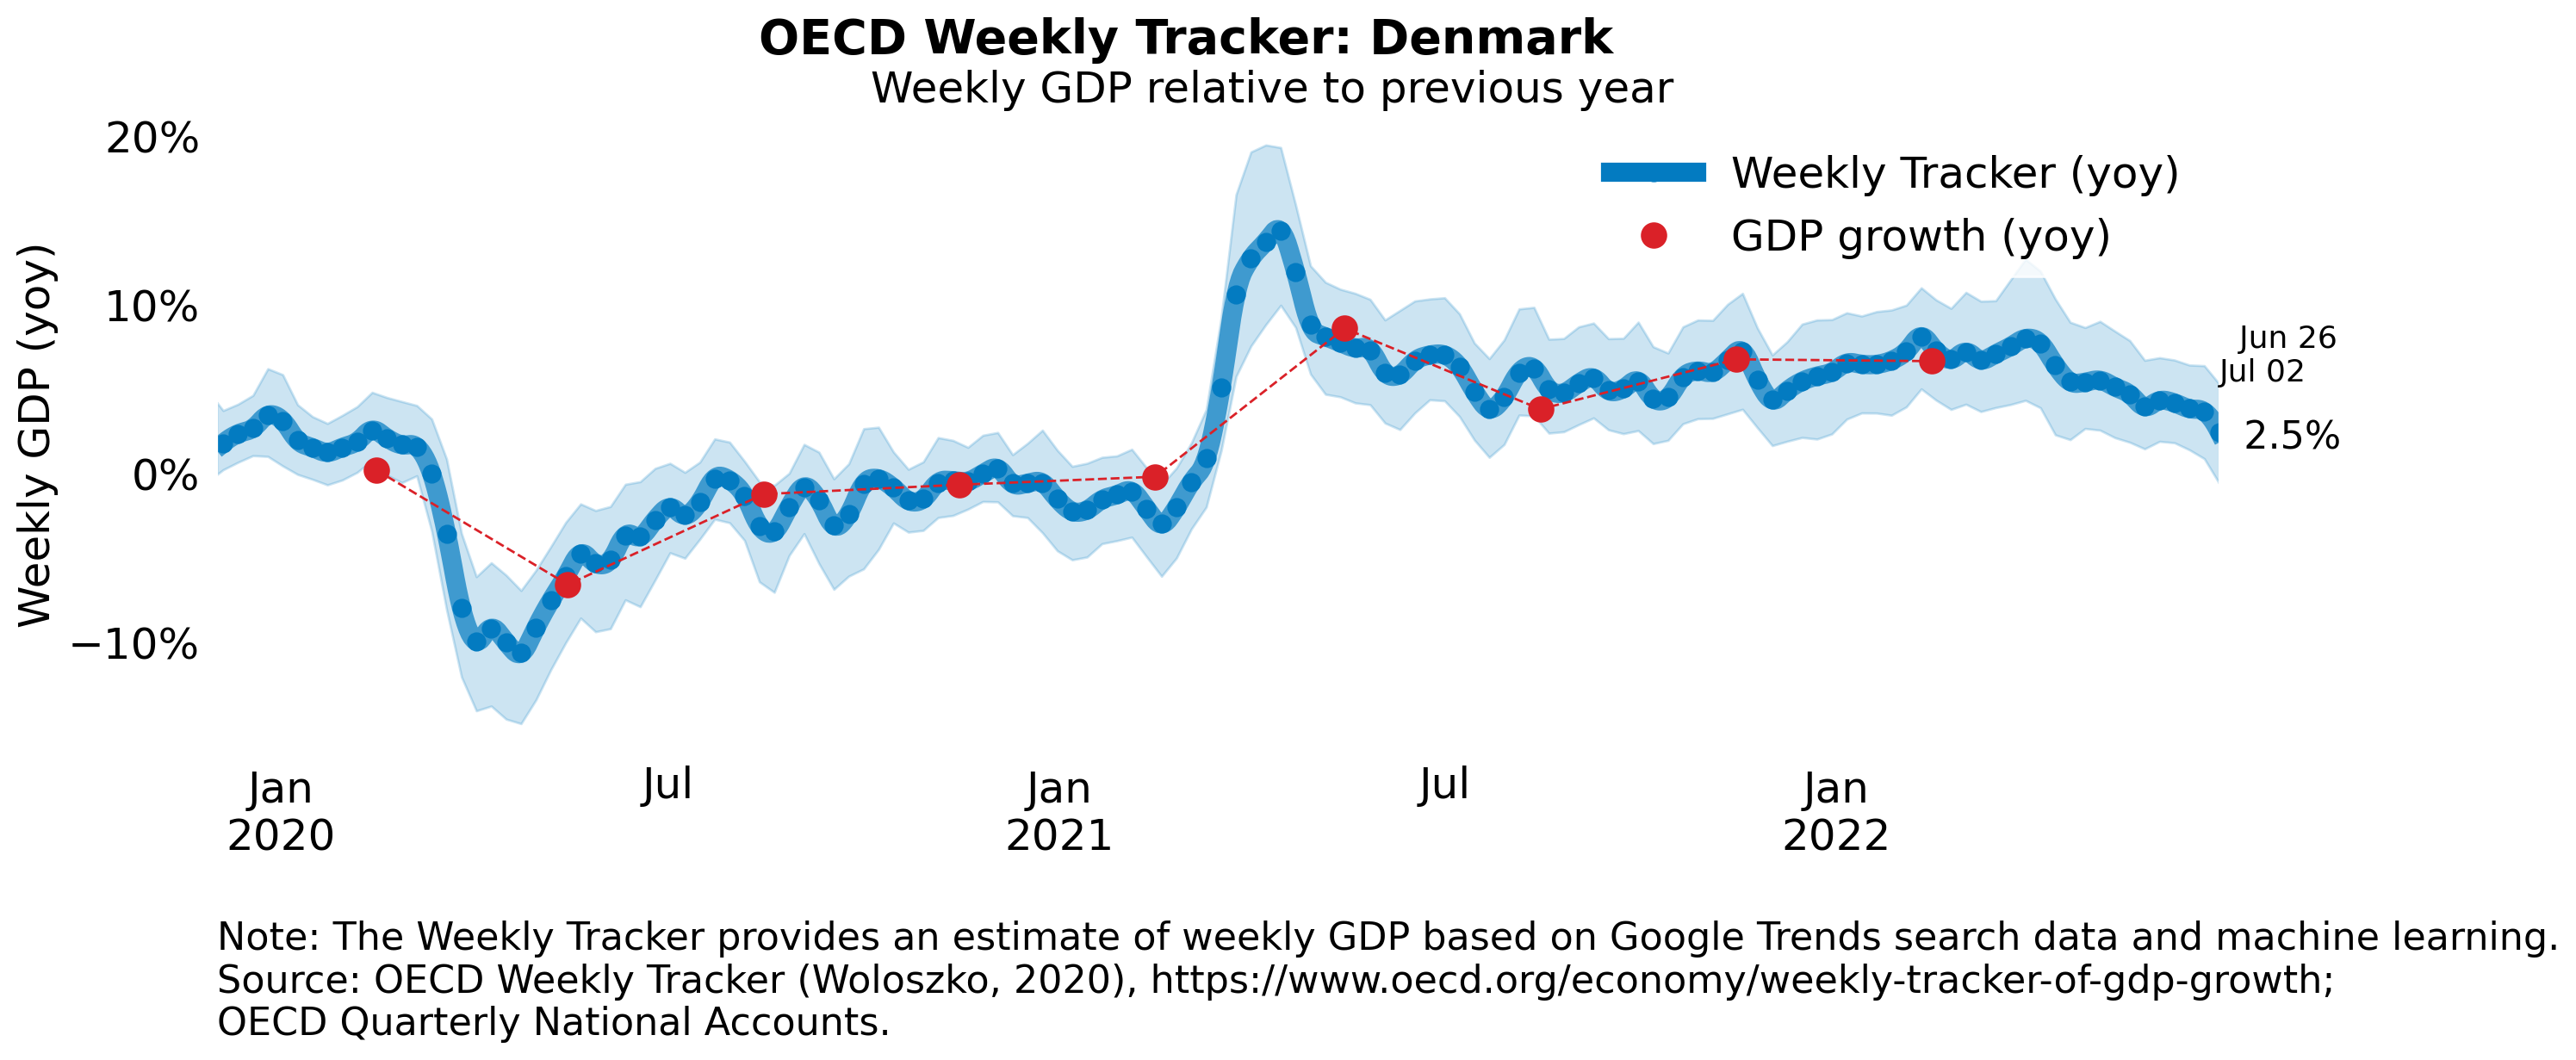 OECD Weekly Tracker: Denmark
Weekly GDP relative to previous year
Weekly GDP (yoy)
20%
10%
0%
−10%
Weekly Tracker (yoy)
GDP growth (yoy)
Jun 26
Jul 02
2.5%
Jan
2020
Jul
Jan
2021
Jul
Jan
2022
Note: The Weekly Tracker provides an estimate of weekly GDP based on Google Trends search data and machine learning.
Source: OECD Weekly Tracker (Woloszko, 2020), https://www.oecd.org/economy/weekly-tracker-of-gdp-growth;
OECD Quarterly National Accounts.